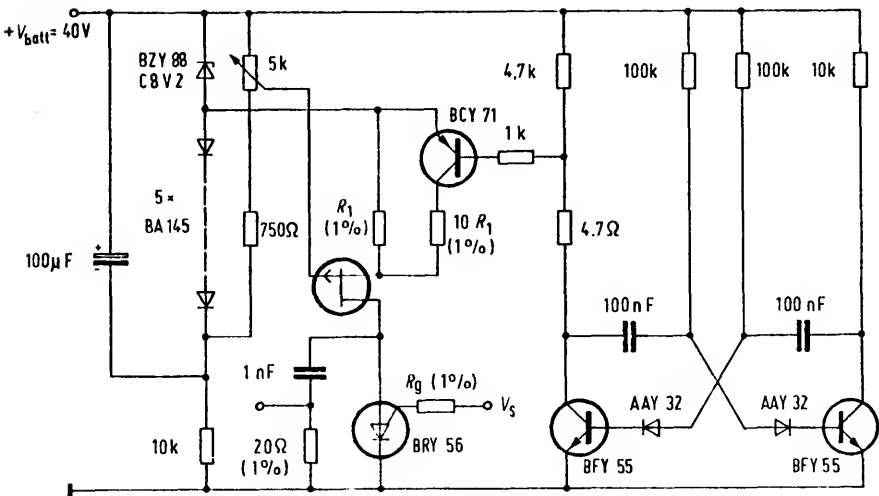 +V_batt = 40V
BZY 88
C8V2
5k
4,7k
100k
100k
10k
BCY 71
1k
5 ×
BA 145
R₁
(1%)
10 R₁
(1%)
750Ω
4.7Ω
100μF
+
-
100nF
100 nF
1 nF
R_g (1%)
V_s
AAY 32
AAY 32
10k
20Ω
(1%)
BRY 56
BFY 55
BFY 55